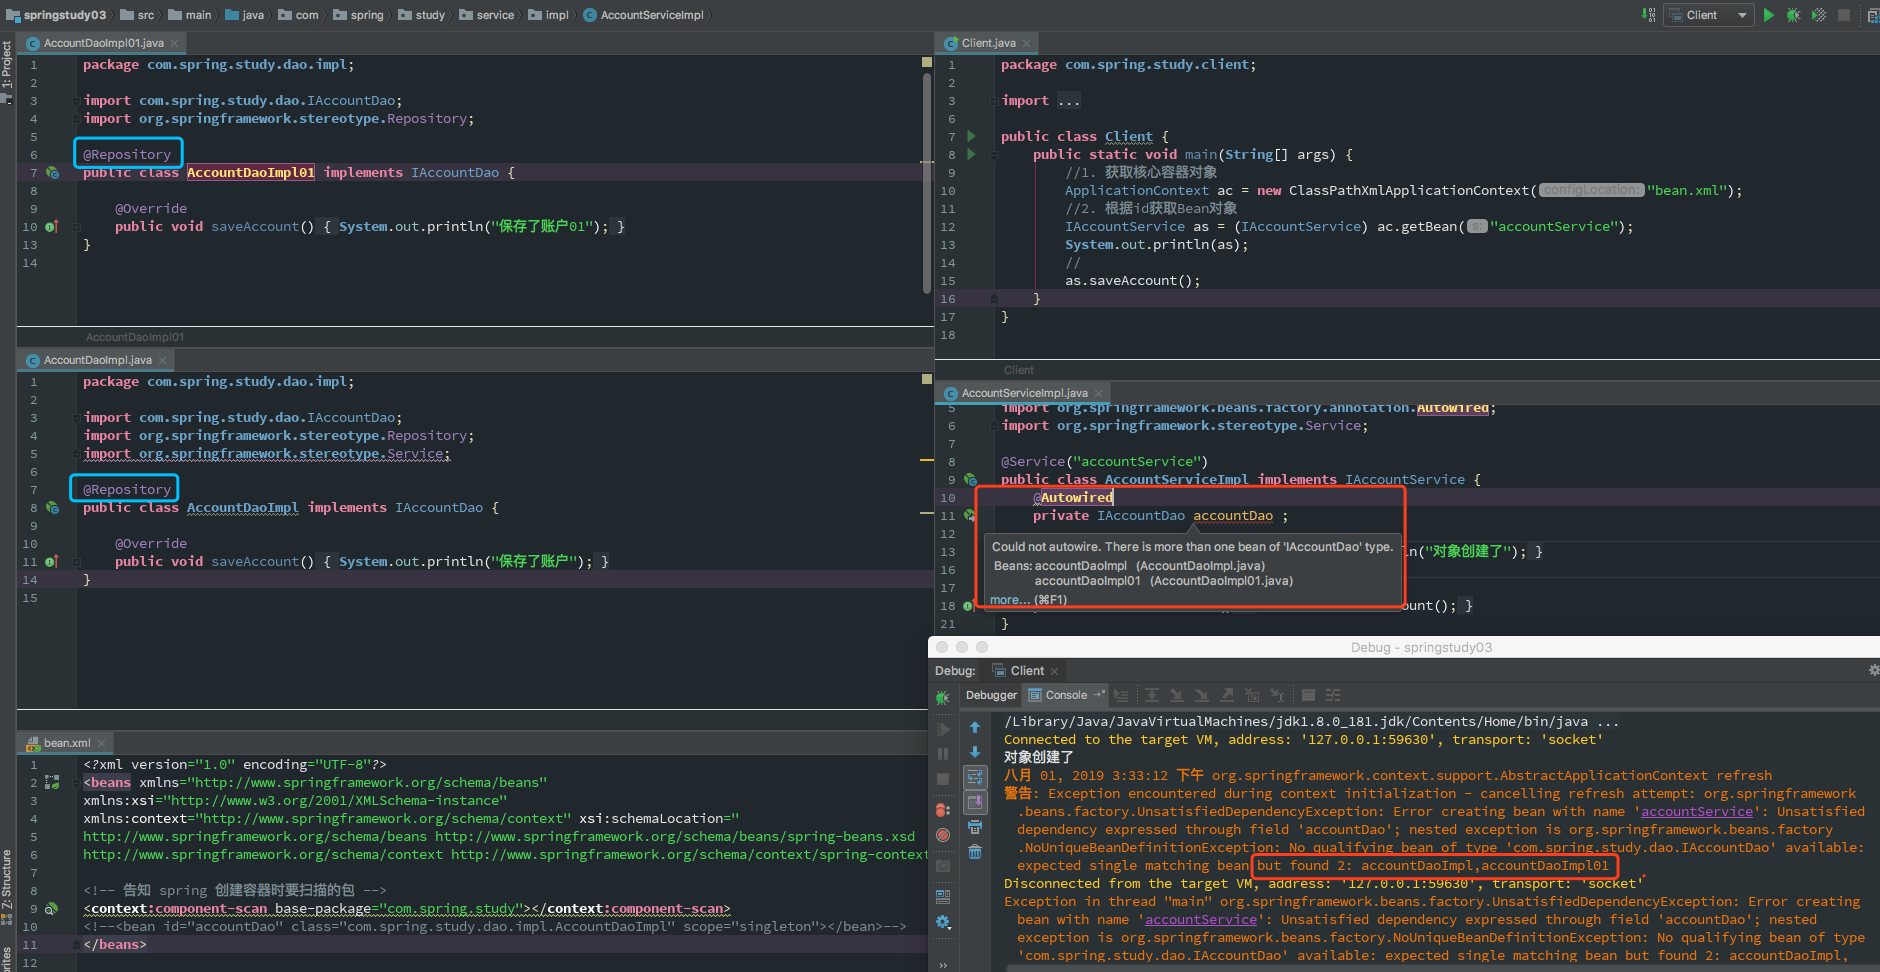 springstudy03 src main java com spring study service impl AccountServiceImpl
Client
1: Project
Z: Structure
AccountDaoImpl01.java
1 package com.spring.study.dao.impl;
2
3 import com.spring.study.dao.IAccountDao;
4 import org.springframework.stereotype.Repository;
5
6 @Repository
7 public class AccountDaoImpl01 implements IAccountDao {
8
9 @Override
10 public void saveAccount() { System.out.println("保存了账户01"); }
13 }
14
AccountDaoImpl01
AccountDaoImpl.java
1 package com.spring.study.dao.impl;
2
3 import com.spring.study.dao.IAccountDao;
4 import org.springframework.stereotype.Repository;
5 import org.springframework.stereotype.Service;
6
7 @Repository
8 public class AccountDaoImpl implements IAccountDao {
9
10 @Override
11 public void saveAccount() { System.out.println("保存了账户"); }
14 }
15
bean.xml
1 <?xml version="1.0" encoding="UTF-8"?>
2 <beans xmlns="http://www.springframework.org/schema/beans"
3 xmlns:xsi="http://www.w3.org/2001/XMLSchema-instance"
4 xmlns:context="http://www.springframework.org/schema/context" xsi:schemaLocation="
5 http://www.springframework.org/schema/beans http://www.springframework.org/schema/beans/spring-beans.xsd
6 http://www.springframework.org/schema/context http://www.springframework.org/schema/context/spring-context
7
8 <!-- 告知 spring 创建容器时要扫描的包 -->
9 <context:component-scan base-package="com.spring.study"></context:component-scan>
10 <!--<bean id="accountDao" class="com.spring.study.dao.impl.AccountDaoImpl" scope="singleton"></bean>-->
11 </beans>
12
Client.java
1 package com.spring.study.client;
2
3 import ...
6
7 public class Client {
8 public static void main(String[] args) {
9 //1. 获取核心容器对象
10 ApplicationContext ac = new ClassPathXmlApplicationContext( configLocation: "bean.xml");
11 //2. 根据id获取Bean对象
12 IAccountService as = (IAccountService) ac.getBean( s: "accountService");
13 System.out.println(as);
14 //
15 as.saveAccount();
16 }
17 }
18
Client
AccountServiceImpl.java
5 import org.springframework.beans.factory.annotation.Autowired;
6 import org.springframework.stereotype.Service;
7
8 @Service("accountService")
9 public class AccountServiceImpl implements IAccountService {
10 @Autowired
11 private IAccountDao accountDao ;
12
Could not autowire. There is more than one bean of 'IAccountDao' type.
13 ln("对象创建了"); }
Beans: accountDaoImpl (AccountDaoImpl.java)
16
accountDaoImpl01 (AccountDaoImpl01.java)
17
more... (⌘F1)
18 ount(); }
21 }
Debug - springstudy03
Debug: Client
Debugger Console
/Library/Java/JavaVirtualMachines/jdk1.8.0_181.jdk/Contents/Home/bin/java ...
Connected to the target VM, address: '127.0.0.1:59630', transport: 'socket'
对象创建了
八月 01, 2019 3:33:12 下午 org.springframework.context.support.AbstractApplicationContext refresh
警告: Exception encountered during context initialization - cancelling refresh attempt: org.springframework
.beans.factory.UnsatisfiedDependencyException: Error creating bean with name 'accountService': Unsatisfied
dependency expressed through field 'accountDao'; nested exception is org.springframework.beans.factory
.NoUniqueBeanDefinitionException: No qualifying bean of type 'com.spring.study.dao.IAccountDao' available:
expected single matching bean but found 2: accountDaoImpl,accountDaoImpl01
Disconnected from the target VM, address: '127.0.0.1:59630', transport: 'socket'
Exception in thread "main" org.springframework.beans.factory.UnsatisfiedDependencyException: Error creating
bean with name 'accountService': Unsatisfied dependency expressed through field 'accountDao'; nested
exception is org.springframework.beans.factory.NoUniqueBeanDefinitionException: No qualifying bean of type
'com.spring.study.dao.IAccountDao' available: expected single matching bean but found 2: accountDaoImpl,